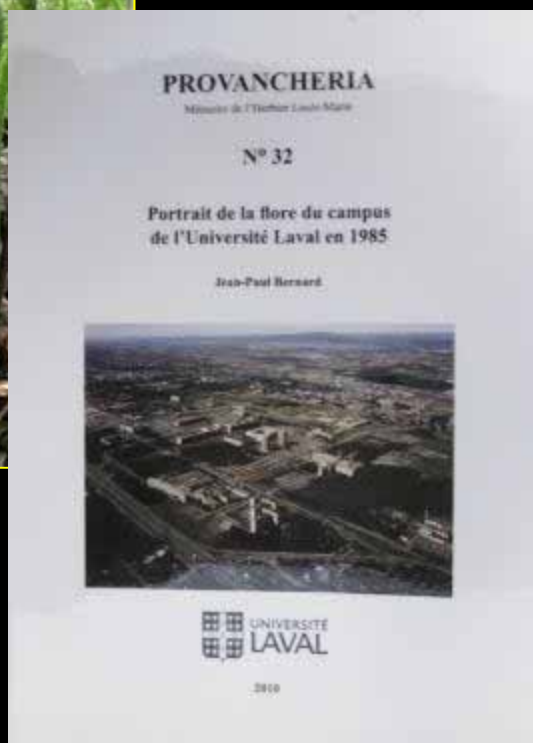 PROVANCHERIA
Mémoire de l'Herbier Louis-Marie
N° 32
Portrait de la flore du campus
de l'Université Laval en 1985
Jean-Paul Bernard
UNIVERSITÉ
LAVAL
2010